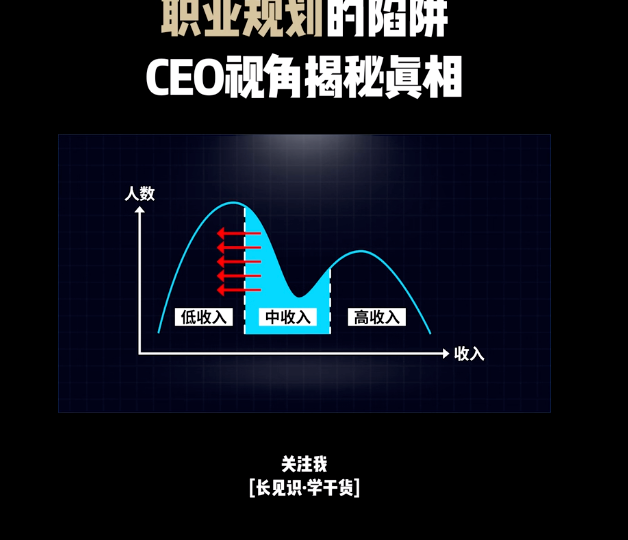 职业规划的陷阱
CEO视角揭秘真相
人数
低收入
中收入
高收入
收入
关注我
[长见识·学干货]